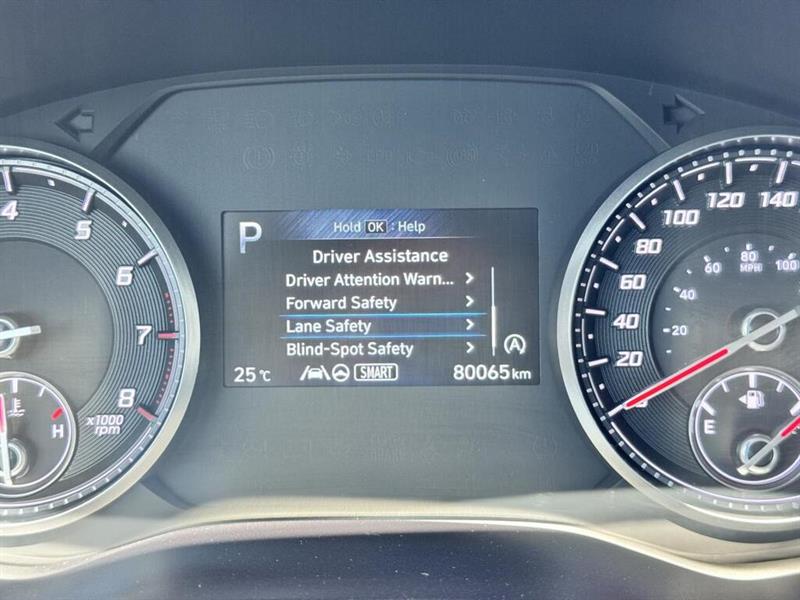 P
Hold OK : Help
Driver Assistance
Driver Attention Warn... >
Forward Safety >
Lane Safety >
Blind-Spot Safety >
25 °C
SMART
80065 km
A
4
5
6
7
8
x1000
rpm
H
20
40
60
80
100
120
140
20
40
60
80
100
MPH
E